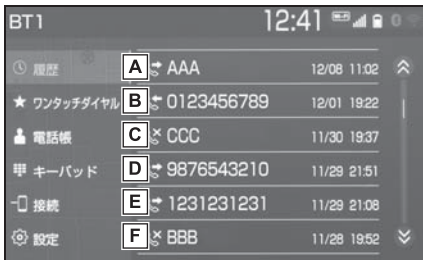 BT1 12:41
履歴 A AAA 12/08 11:02
ワンタッチダイヤル B 0123456789 12/01 19:22
電話帳 C CCC 11/30 19:37
キーパッド D 9876543210 11/29 21:51
接続 E 1231231231 11/29 21:08
設定 F BBB 11/28 19:52